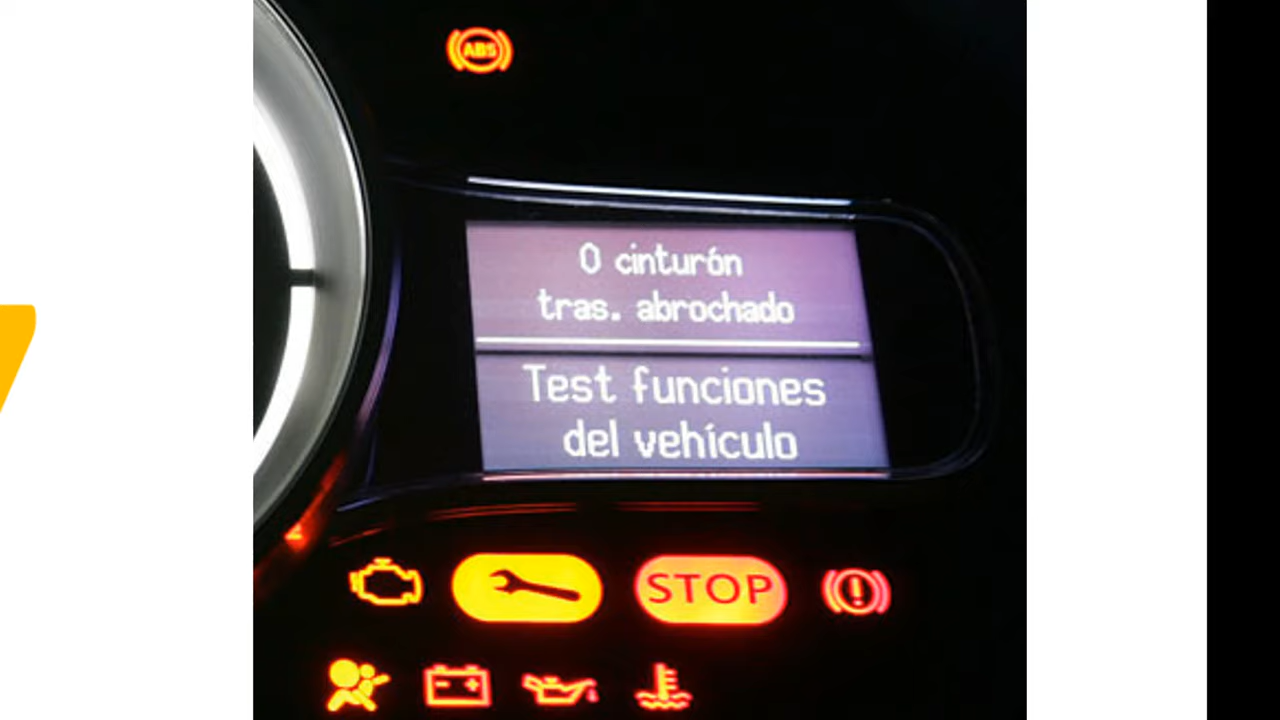 ABS
0 cinturón
tras. abrochado
Test funciones
del vehículo
STOP